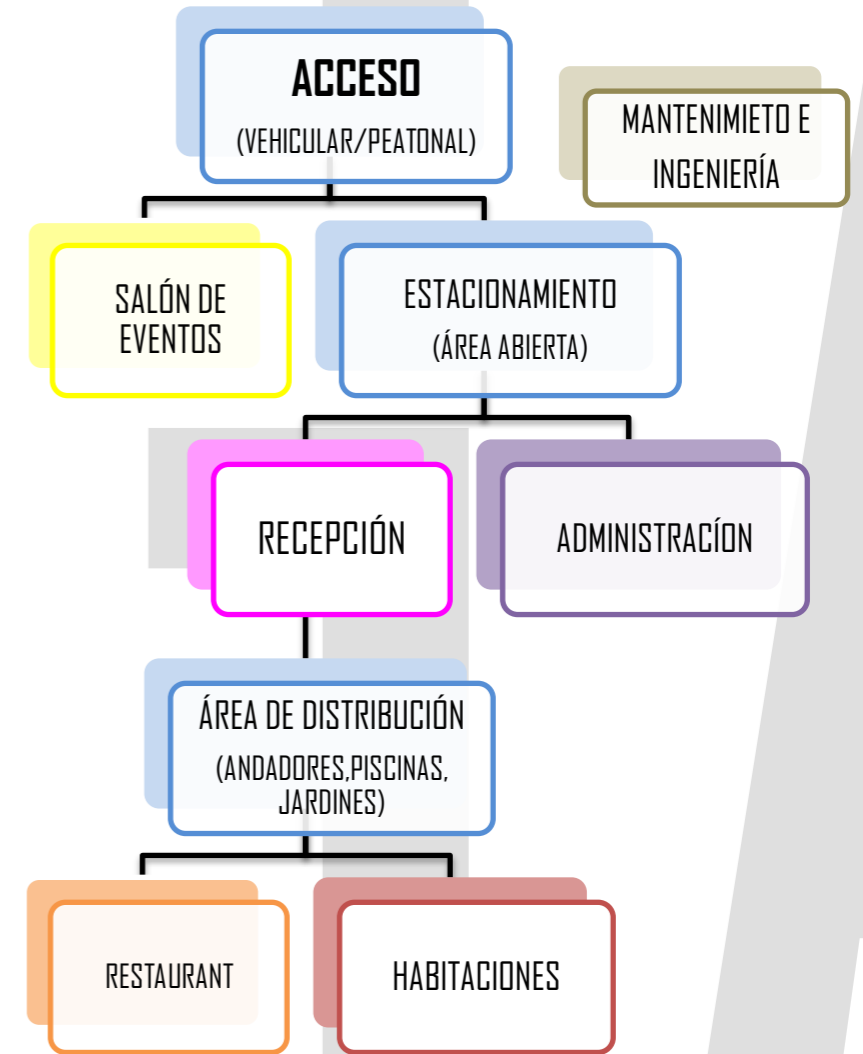 ACCESO
(VEHICULAR/PEATONAL)
MANTENIMIETO E
INGENIERÍA
SALÓN DE
EVENTOS
ESTACIONAMIENTO
(ÁREA ABIERTA)
RECEPCIÓN
ADMINISTRACÍON
ÁREA DE DISTRIBUCIÓN
(ANDADORES,PISCINAS,
JARDINES)
RESTAURANT
HABITACIONES